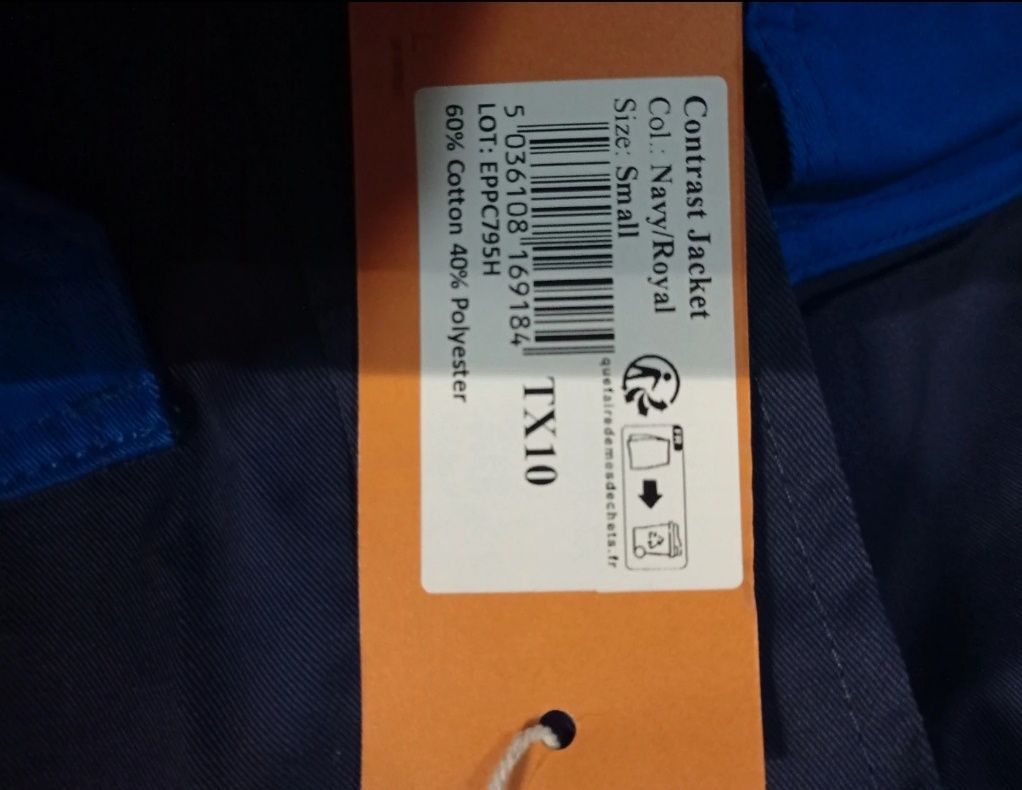 Contrast Jacket
Col.: Navy/Royal
Size: Small
FR
quefairedemesdechets.fr
5 036108 169184
TX10
LOT: EPPC795H
60% Cotton 40% Polyester